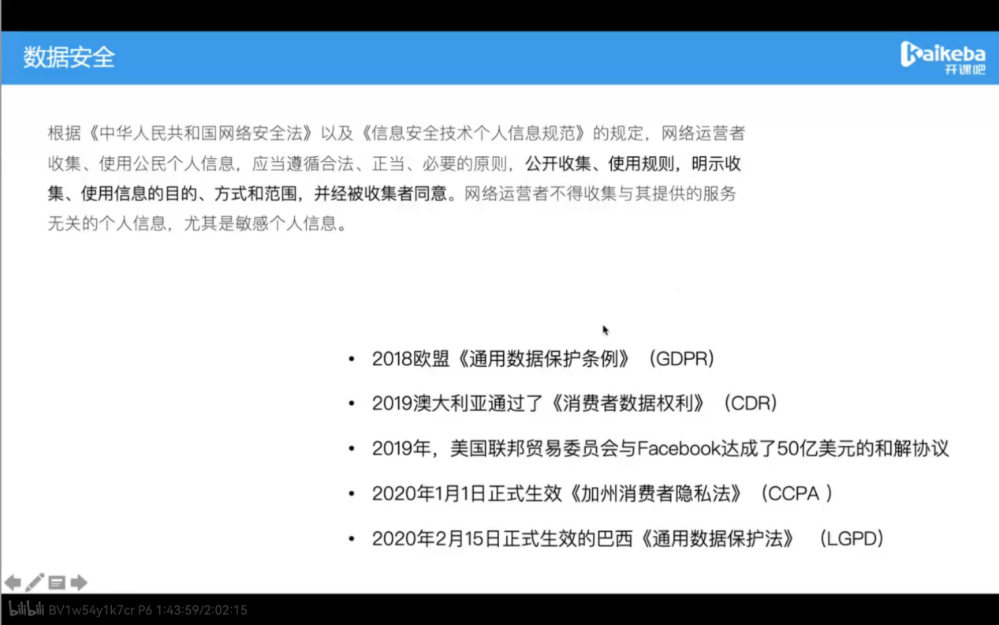 数据安全
Kaikeba
开课吧
根据《中华人民共和国网络安全法》以及《信息安全技术个人信息规范》的规定，网络运营者
收集、使用公民个人信息，应当遵循合法、正当、必要的原则，公开收集、使用规则，明示收
集、使用信息的目的、方式和范围，并经被收集者同意。网络运营者不得收集与其提供的服务
无关的个人信息，尤其是敏感个人信息。
• 2018欧盟《通用数据保护条例》（GDPR）
• 2019澳大利亚通过了《消费者数据权利》（CDR）
• 2019年，美国联邦贸易委员会与Facebook达成了50亿美元的和解协议
• 2020年1月1日正式生效《加州消费者隐私法》（CCPA ）
• 2020年2月15日正式生效的巴西《通用数据保护法》 （LGPD）
bilibili BV1w54y1k7cr P6 1:43:59/2:02:15